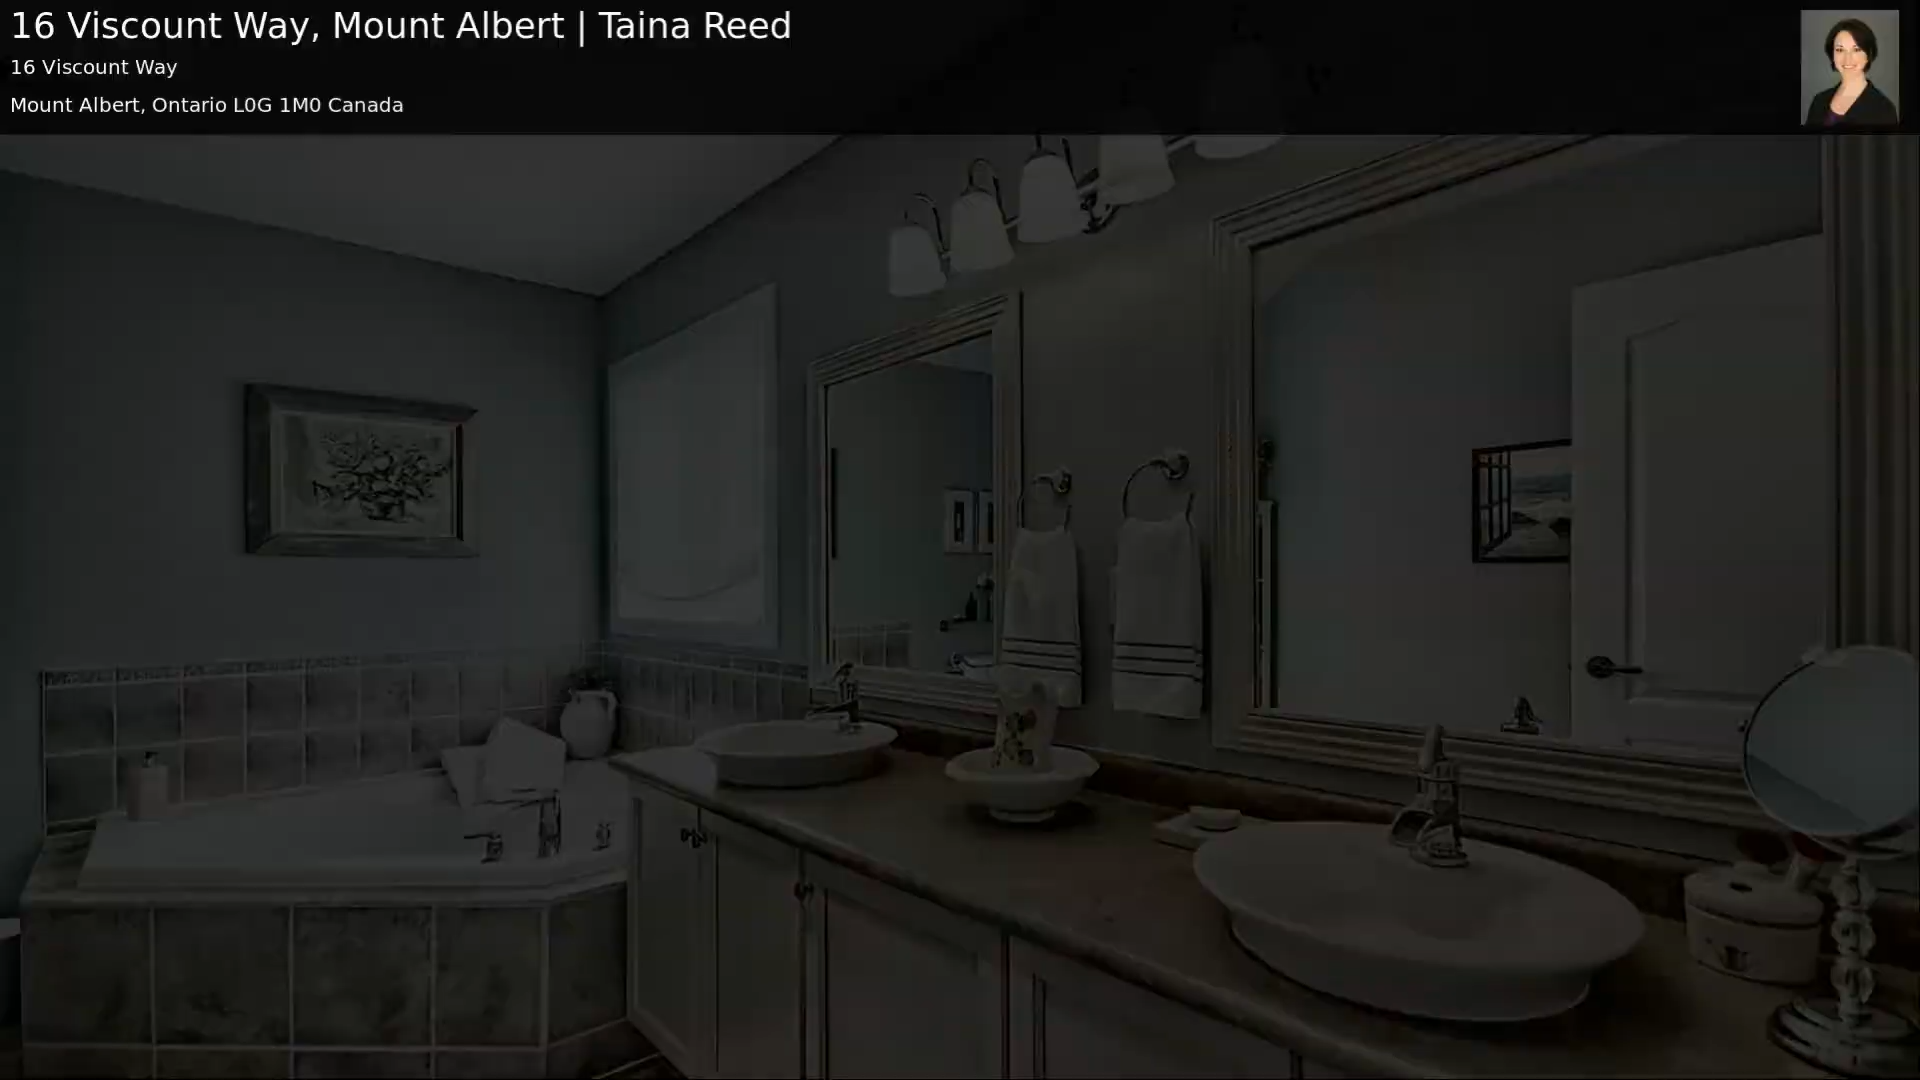 16 Viscount Way, Mount Albert | Taina Reed
16 Viscount Way
Mount Albert, Ontario L0G 1M0 Canada